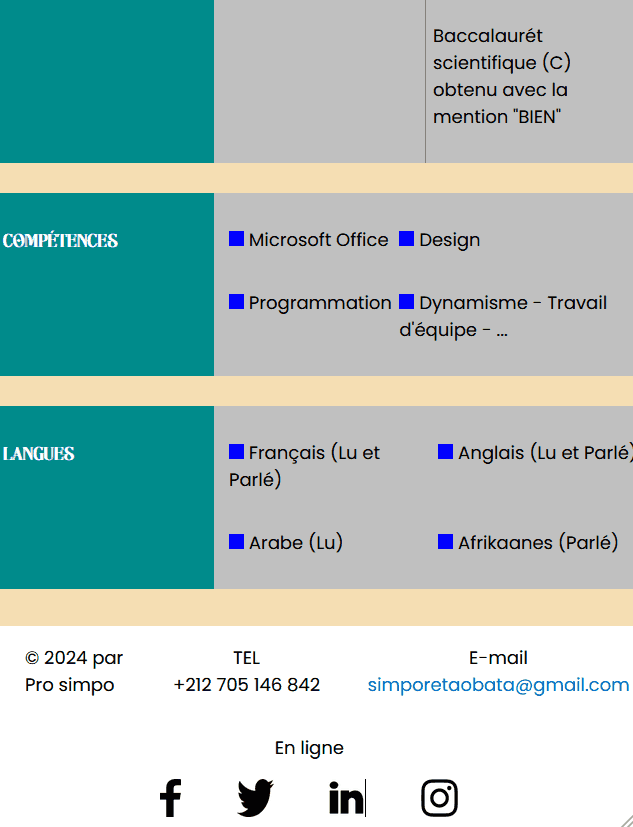 Baccalaurét
scientifique (C)
obtenu avec la
mention "BIEN"
COMPÉTENCES
Microsoft Office
Design
Programmation
Dynamisme - Travail
d'équipe - ...
LANGUES
Français (Lu et
Parlé)
Anglais (Lu et Parlé)
Arabe (Lu)
Afrikaanes (Parlé)
© 2024 par
Pro simpo
TEL
+212 705 146 842
E-mail
simporetaobata@gmail.com
En ligne